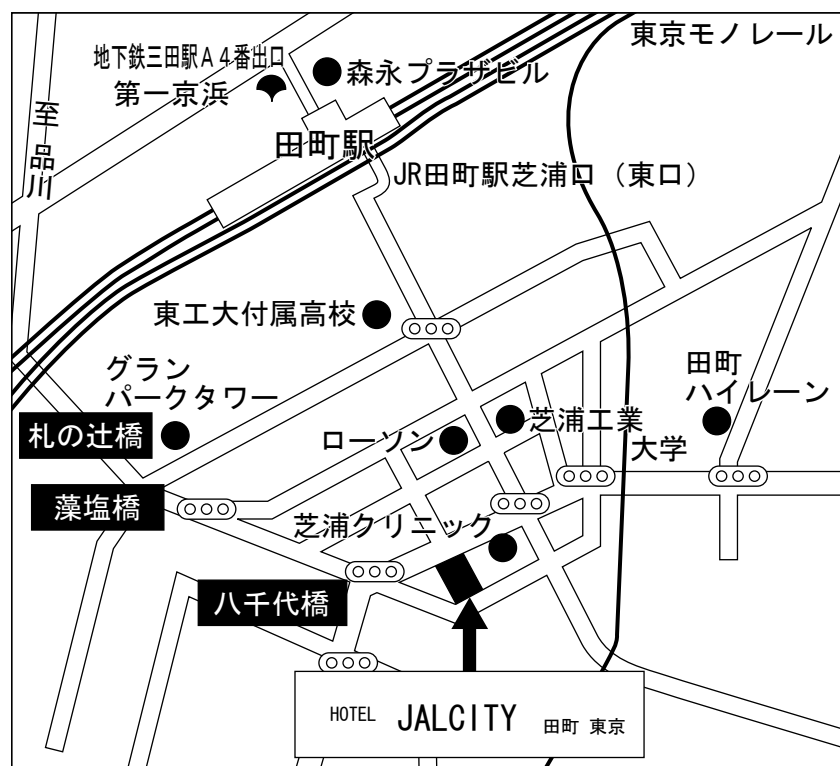 東京モノレール
地下鉄三田駅A4番出口
森永プラザビル
第一京浜
至品川
田町駅
JR田町駅芝浦口（東口）
東工大付属高校
グラン
パークタワー
田町
ハイレーン
札の辻橋
ローソン
芝浦工業
大学
藻塩橋
芝浦クリニック
八千代橋
HOTEL JALCITY 田町 東京